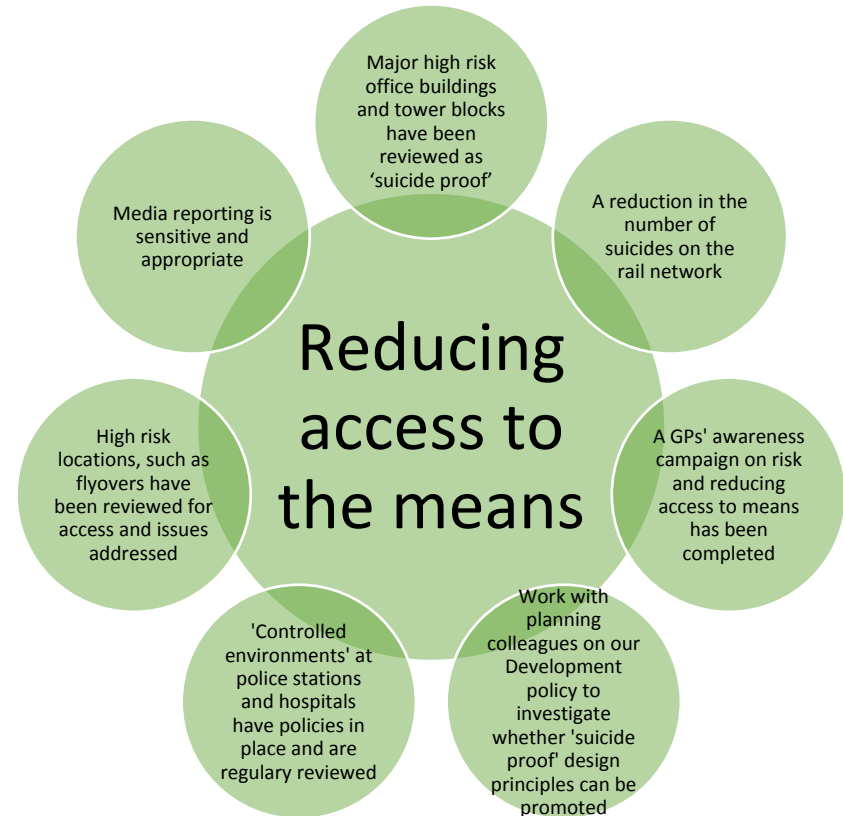 Major high risk
office buildings
and tower blocks
have been
reviewed as
‘suicide proof’
A reduction in the
number of
suicides on the
rail network
A GPs' awareness
campaign on risk
and reducing
access to means
has been
completed
Work with
planning
colleagues on our
Development
policy to
investigate
whether 'suicide
proof' design
principles can be
promoted
'Controlled
environments' at
police stations
and hospitals
have policies in
place and are
regulary reviewed
High risk
locations, such as
flyovers have
been reviewed for
access and issues
addressed
Media reporting is
sensitive and
appropriate
Reducing
access to
the means